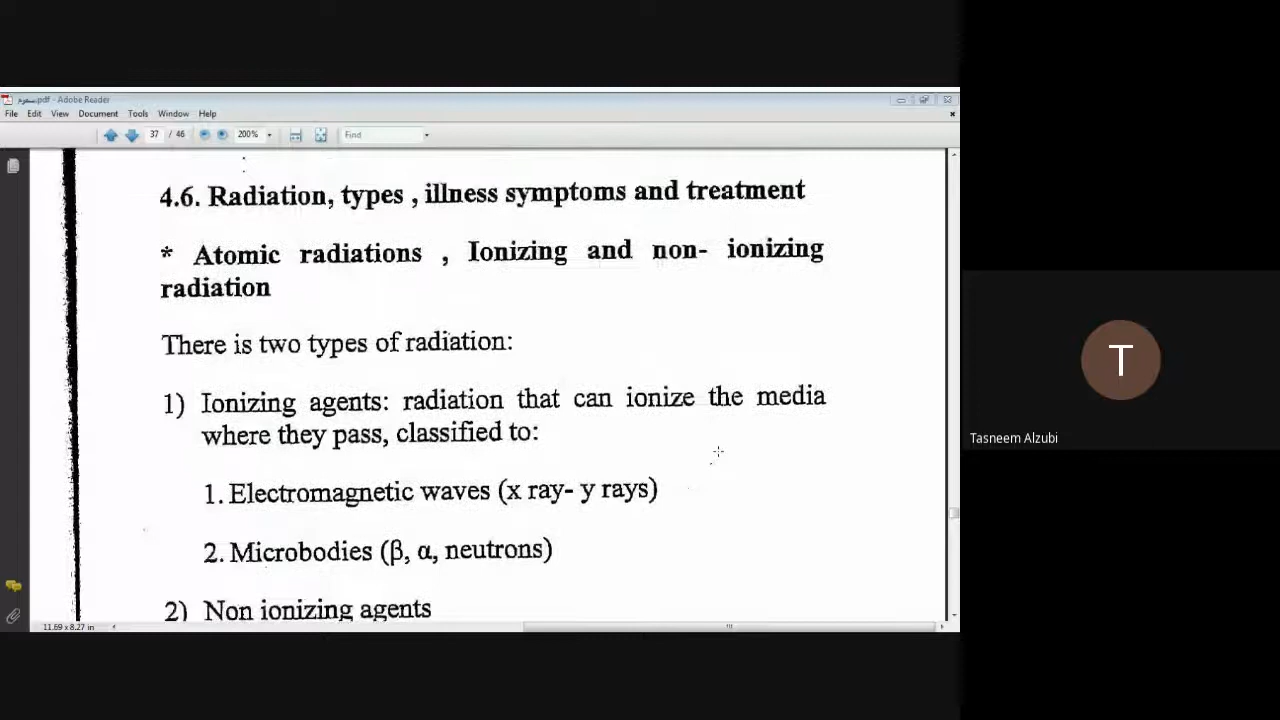 سموم.pdf - Adobe Reader
File Edit View Document Tools Window Help
37 / 46 200% Find
4.6. Radiation, types , illness symptoms and treatment
* Atomic radiations , Ionizing and non- ionizing
radiation
There is two types of radiation:
1) Ionizing agents: radiation that can ionize the media
where they pass, classified to:
1. Electromagnetic waves (x ray- y rays)
2. Microbodies (β, α, neutrons)
2) Non ionizing agents
11.69 x 8.27 in
T
Tasneem Alzubi